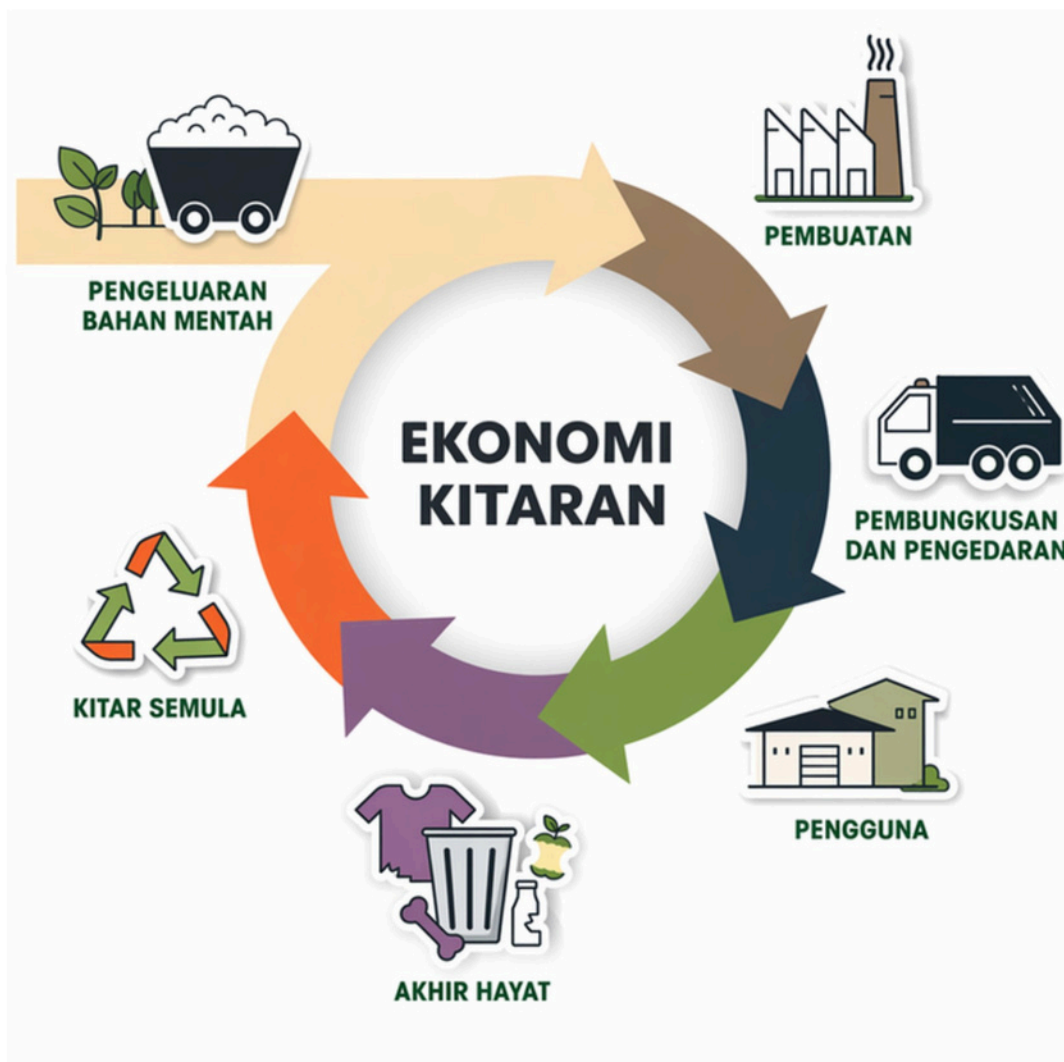 PENGELUARAN
BAHAN MENTAH
PEMBUATAN
PEMBUNGKUSAN
DAN PENGEDARAN
PENGGUNA
AKHIR HAYAT
KITAR SEMULA
EKONOMI
KITARAN